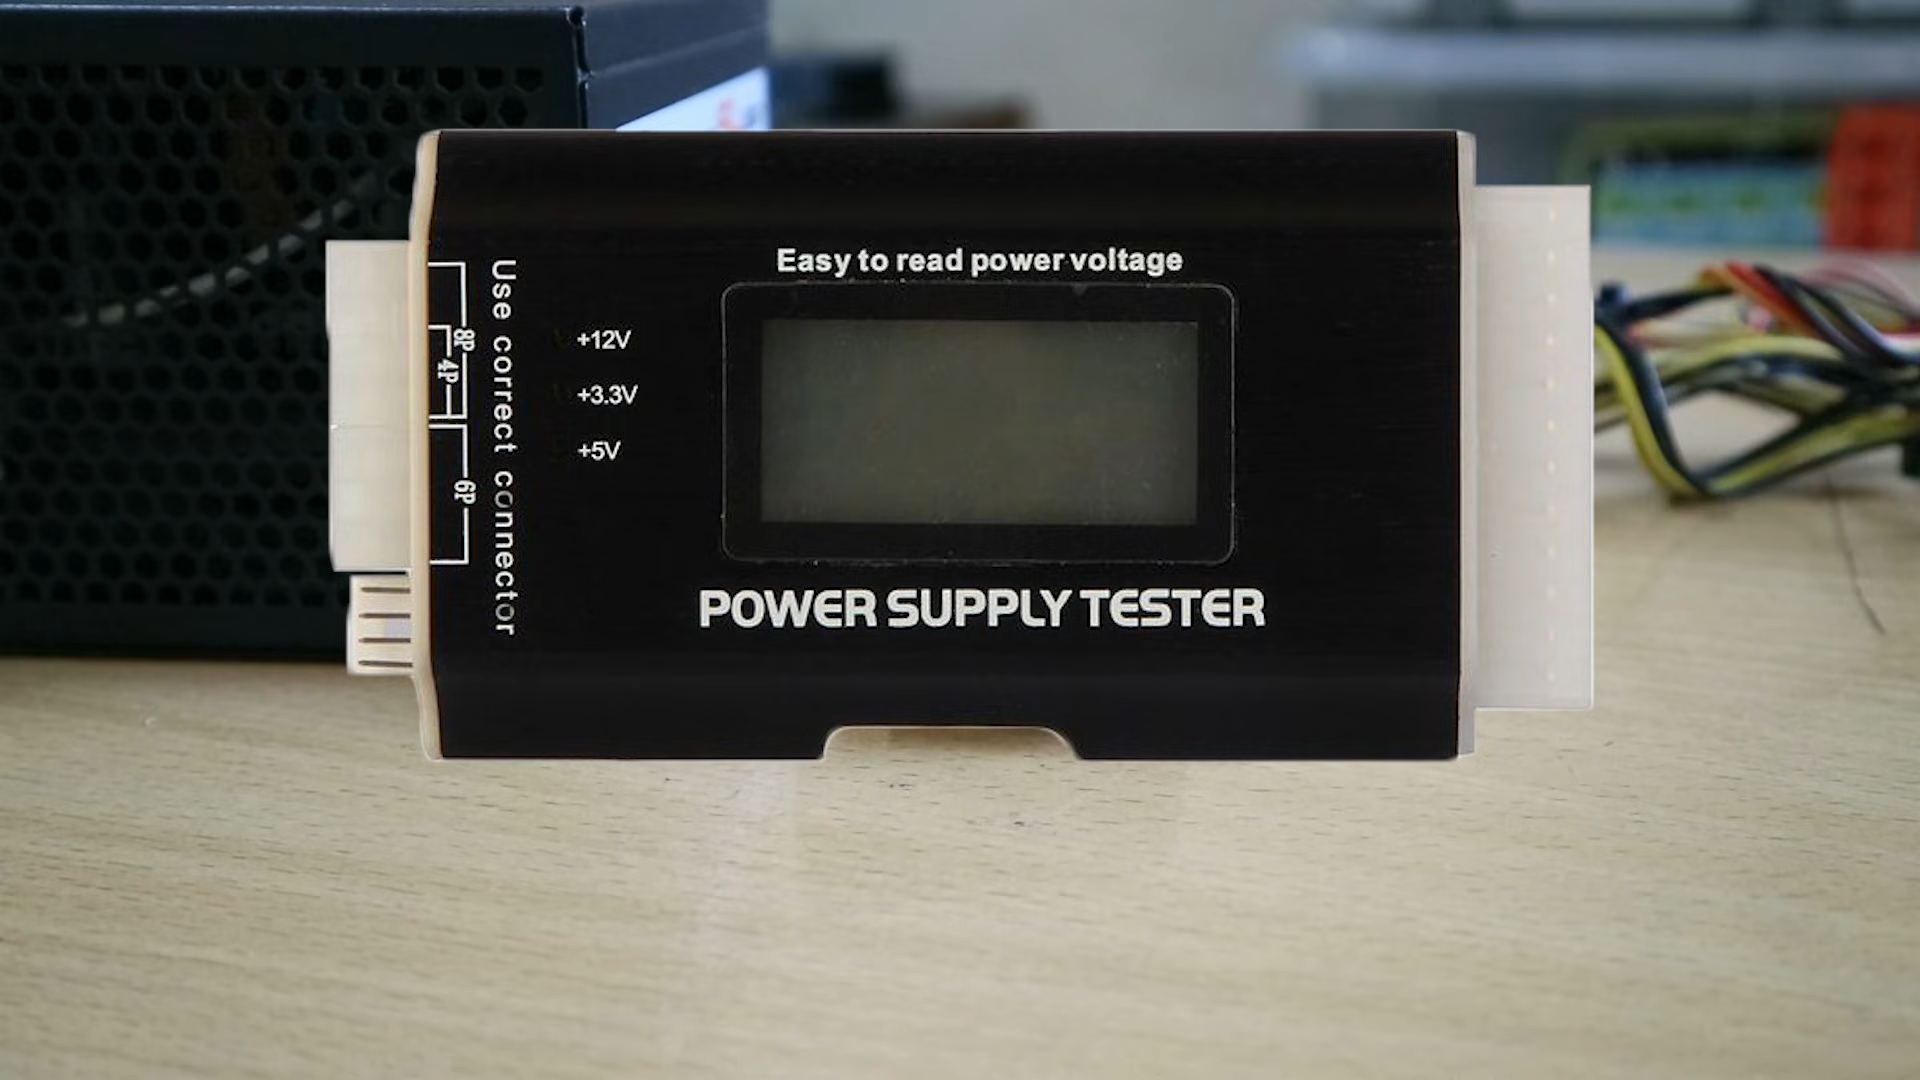 Easy to read power voltage
Use correct connector
8P
4P
6P
+12V
+3.3V
+5V
POWER SUPPLY TESTER